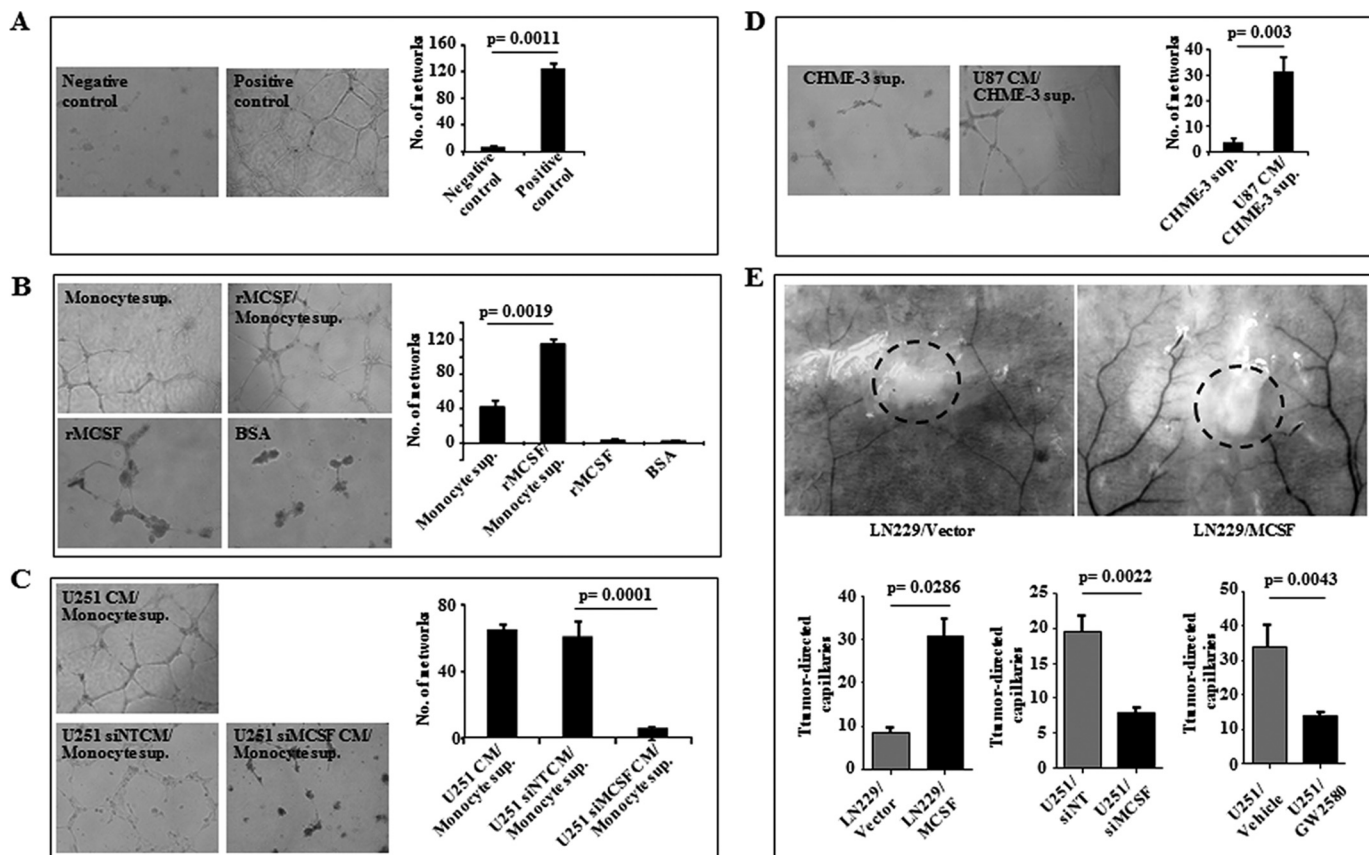 A
Negative
control
Positive
control
No. of networks
160
120
80
40
0
p= 0.0011
Negative
control
Positive
control
B
Monocyte sup.
rMCSF/
Monocyte sup.
rMCSF
BSA
No. of networks
120
80
40
0
p= 0.0019
Monocyte sup.
rMCSF/
Monocyte sup.
rMCSF
BSA
C
U251 CM/
Monocyte sup.
U251 siNTCM/
Monocyte sup.
U251 siMCSF CM/
Monocyte sup.
No. of networks
80
40
0
p= 0.0001
U251 CM/
Monocyte sup.
U251 siNTCM/
Monocyte sup.
U251 siMCSF CM/
Monocyte sup.
D
CHME-3 sup.
U87 CM/
CHME-3 sup.
No. of networks
40
30
20
10
0
p= 0.003
CHME-3 sup.
U87 CM/
CHME-3 sup.
E
LN229/Vector
LN229/MCSF
Ttumor-directed
capillaries
40
30
20
10
0
p= 0.0286
LN229/
Vector
LN229/
MCSF
Ttumor-directed
capillaries
25
20
15
10
5
0
p= 0.0022
U251/
siNT
U251/
siMCSF
Ttumor-directed
capillaries
50
40
30
20
10
0
p= 0.0043
U251/
Vehicle
U251/
GW2580